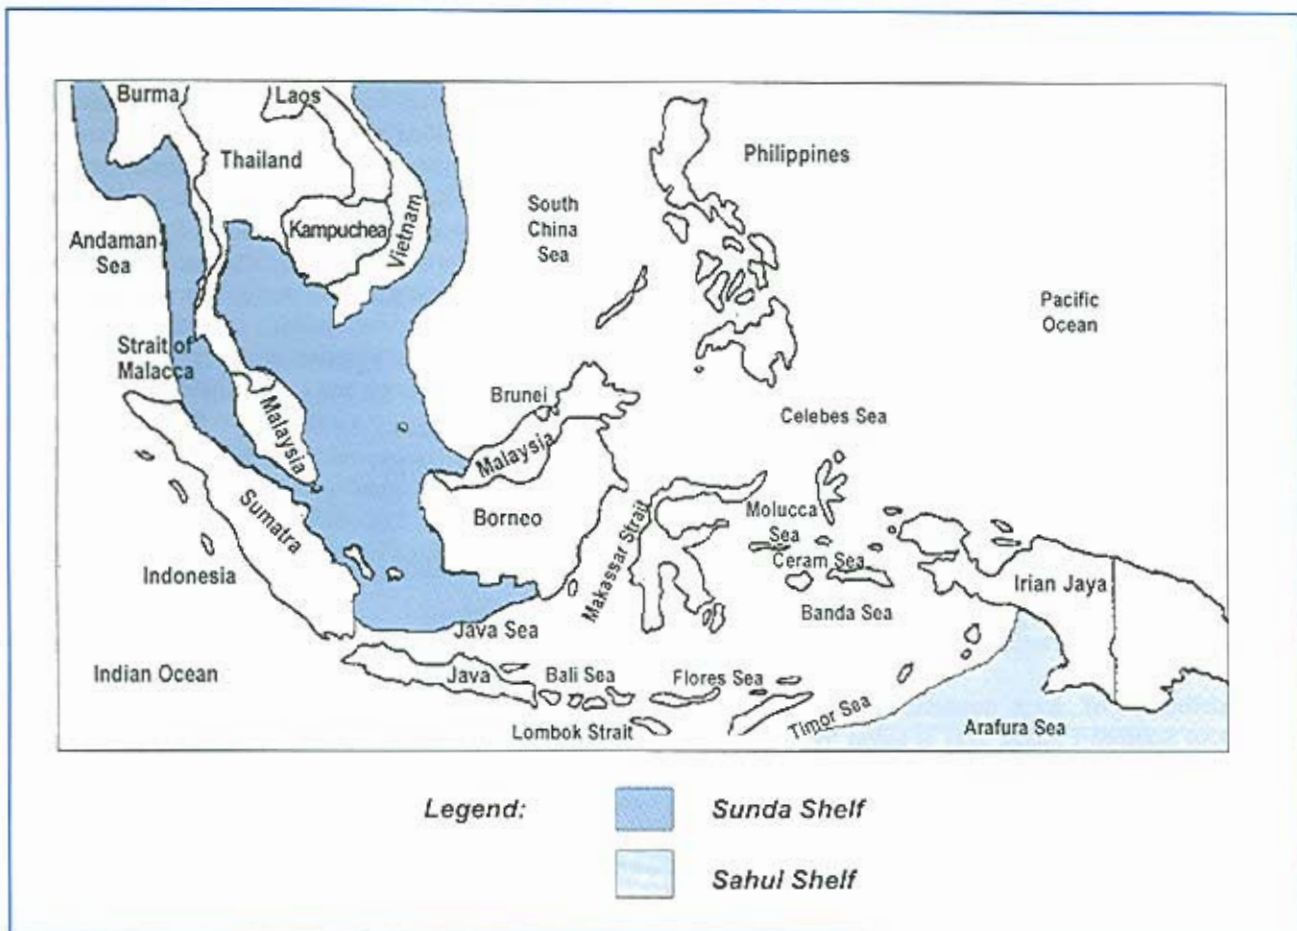 Burma
Laos
Thailand
Philippines
Kampuchea
Vietnam
South
China
Sea
Andaman
Sea
Pacific
Ocean
Strait of
Malacca
Brunei
Celebes Sea
Malaysia
Malaysia
Sumatra
Borneo
Makassar Strait
Molucca
Sea
Ceram Sea
Indonesia
Irian Jaya
Banda Sea
Java Sea
Indian Ocean
Java
Bali Sea
Flores Sea
Timor Sea
Lombok Strait
Arafura Sea
Legend:
Sunda Shelf
Sahul Shelf